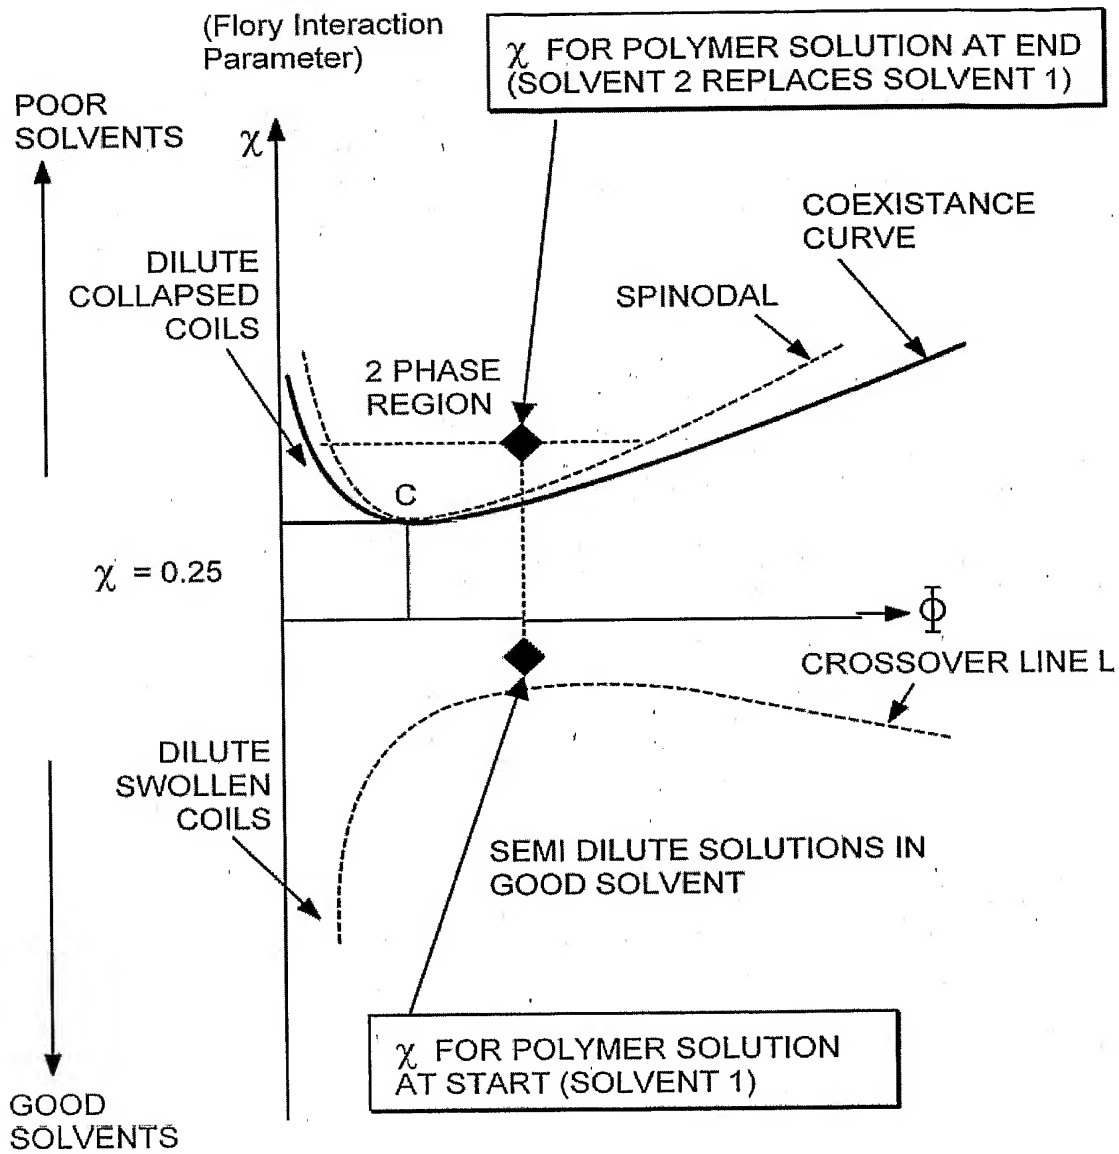 (Flory Interaction
Parameter)
χ FOR POLYMER SOLUTION AT END
(SOLVENT 2 REPLACES SOLVENT 1)
POOR
SOLVENTS
χ
COEXISTANCE
CURVE
DILUTE
COLLAPSED
COILS
SPINODAL
2 PHASE
REGION
C
χ = 0.25
Φ
CROSSOVER LINE L
DILUTE
SWOLLEN
COILS
SEMI DILUTE SOLUTIONS IN
GOOD SOLVENT
χ FOR POLYMER SOLUTION
AT START (SOLVENT 1)
GOOD
SOLVENTS